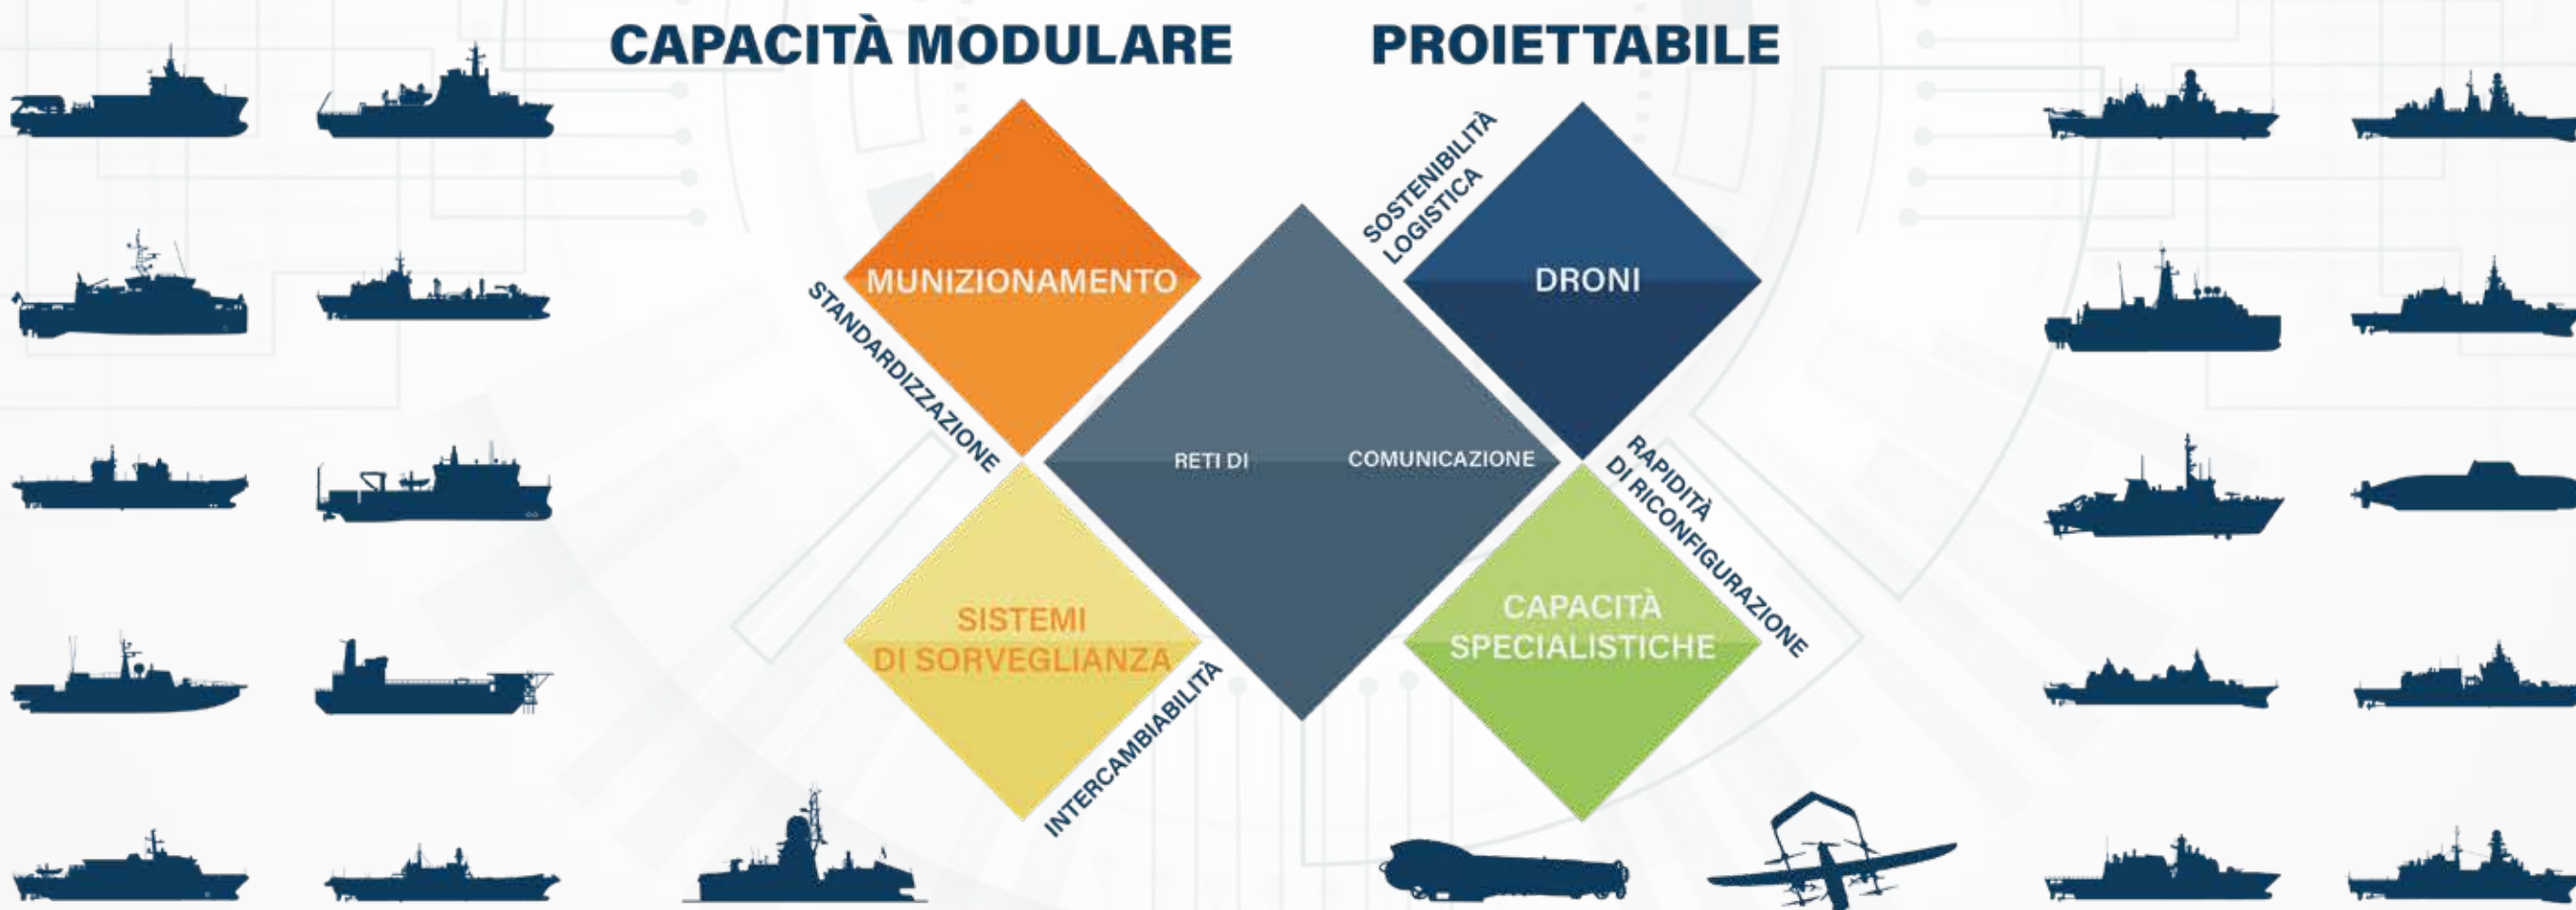 CAPACITÀ MODULARE PROIETTABILE
MUNIZIONAMENTO
STANDARDIZZAZIONE
SOSTENIBILITÀ
LOGISTICA
DRONI
RETI DI COMUNICAZIONE
SISTEMI
DI SORVEGLIANZA
INTERCAMBIABILITÀ
RAPIDITÀ
DI RICONFIGURAZIONE
CAPACITÀ
SPECIALISTICHE